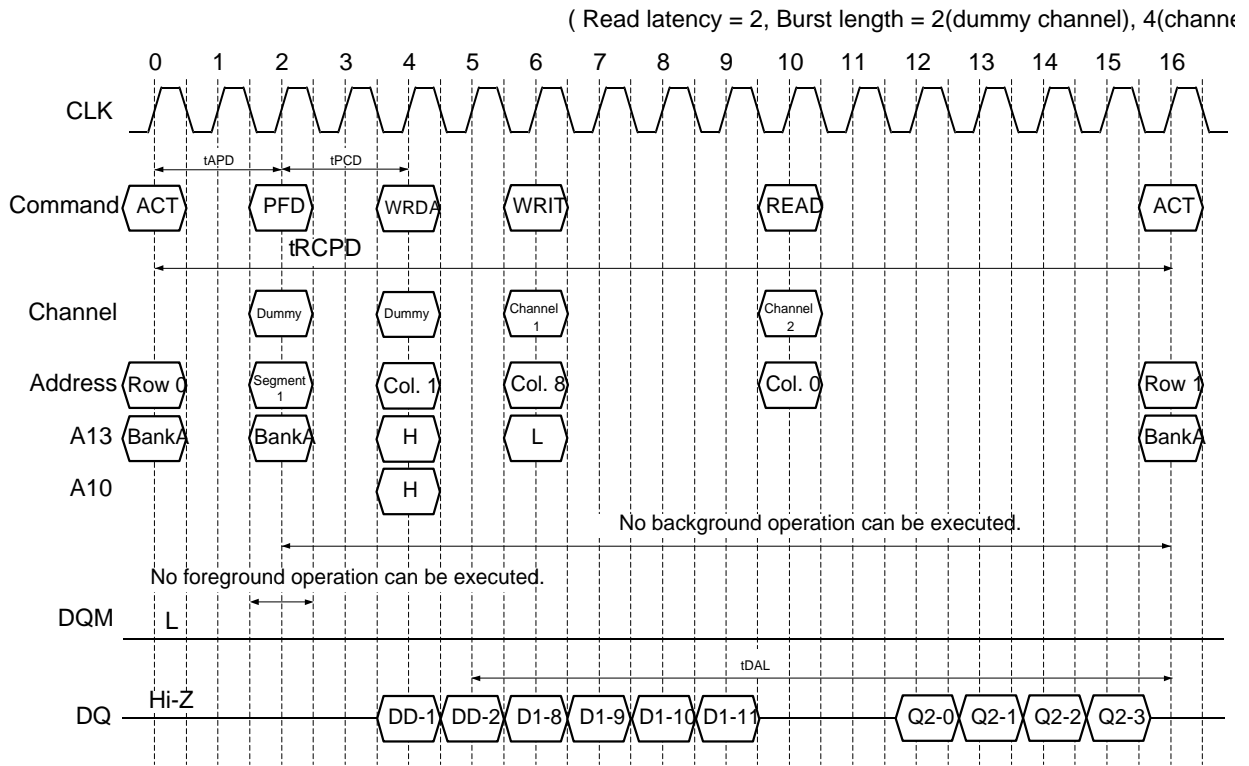 ( Read latency = 2, Burst length = 2(dummy channel), 4(channe
0 1 2 3 4 5 6 7 8 9 10 11 12 13 14 15 16
CLK
tAPD tPCD
Command ACT PFD WRDA WRIT READ ACT
tRCPD
Channel Dummy Dummy Channel 1 Channel 2
Address Row 0 Segment 1 Col. 1 Col. 8 Col. 0 Row 1
A13 BankA BankA H L BankA
A10 H
No background operation can be executed.
No foreground operation can be executed.
DQM L
tDAL
DQ Hi-Z DD-1 DD-2 D1-8 D1-9 D1-10 D1-11 Q2-0 Q2-1 Q2-2 Q2-3